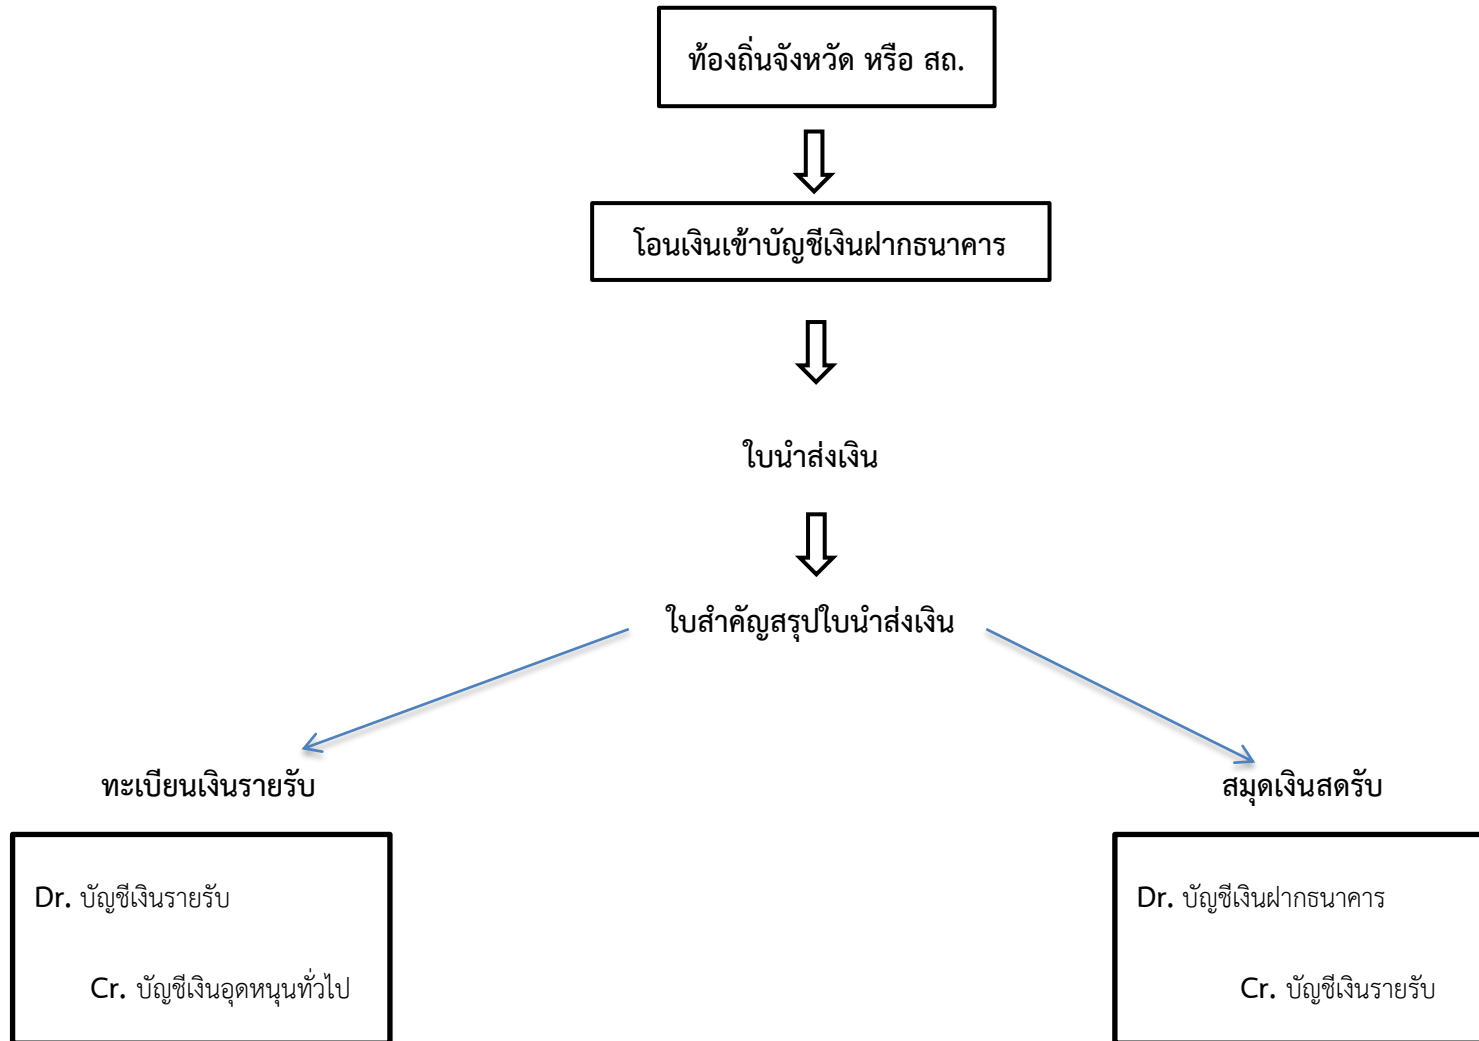 ท้องถิ่นจังหวัด หรือ สถ.
โอนเงินเข้าบัญชีเงินฝากธนาคาร
ใบนำส่งเงิน
ใบสำคัญสรุปใบนำส่งเงิน
ทะเบียนเงินรายรับ
สมุดเงินสดรับ
Dr. บัญชีเงินรายรับ
Cr. บัญชีเงินอุดหนุนทั่วไป
Dr. บัญชีเงินฝากธนาคาร
Cr. บัญชีเงินรายรับ